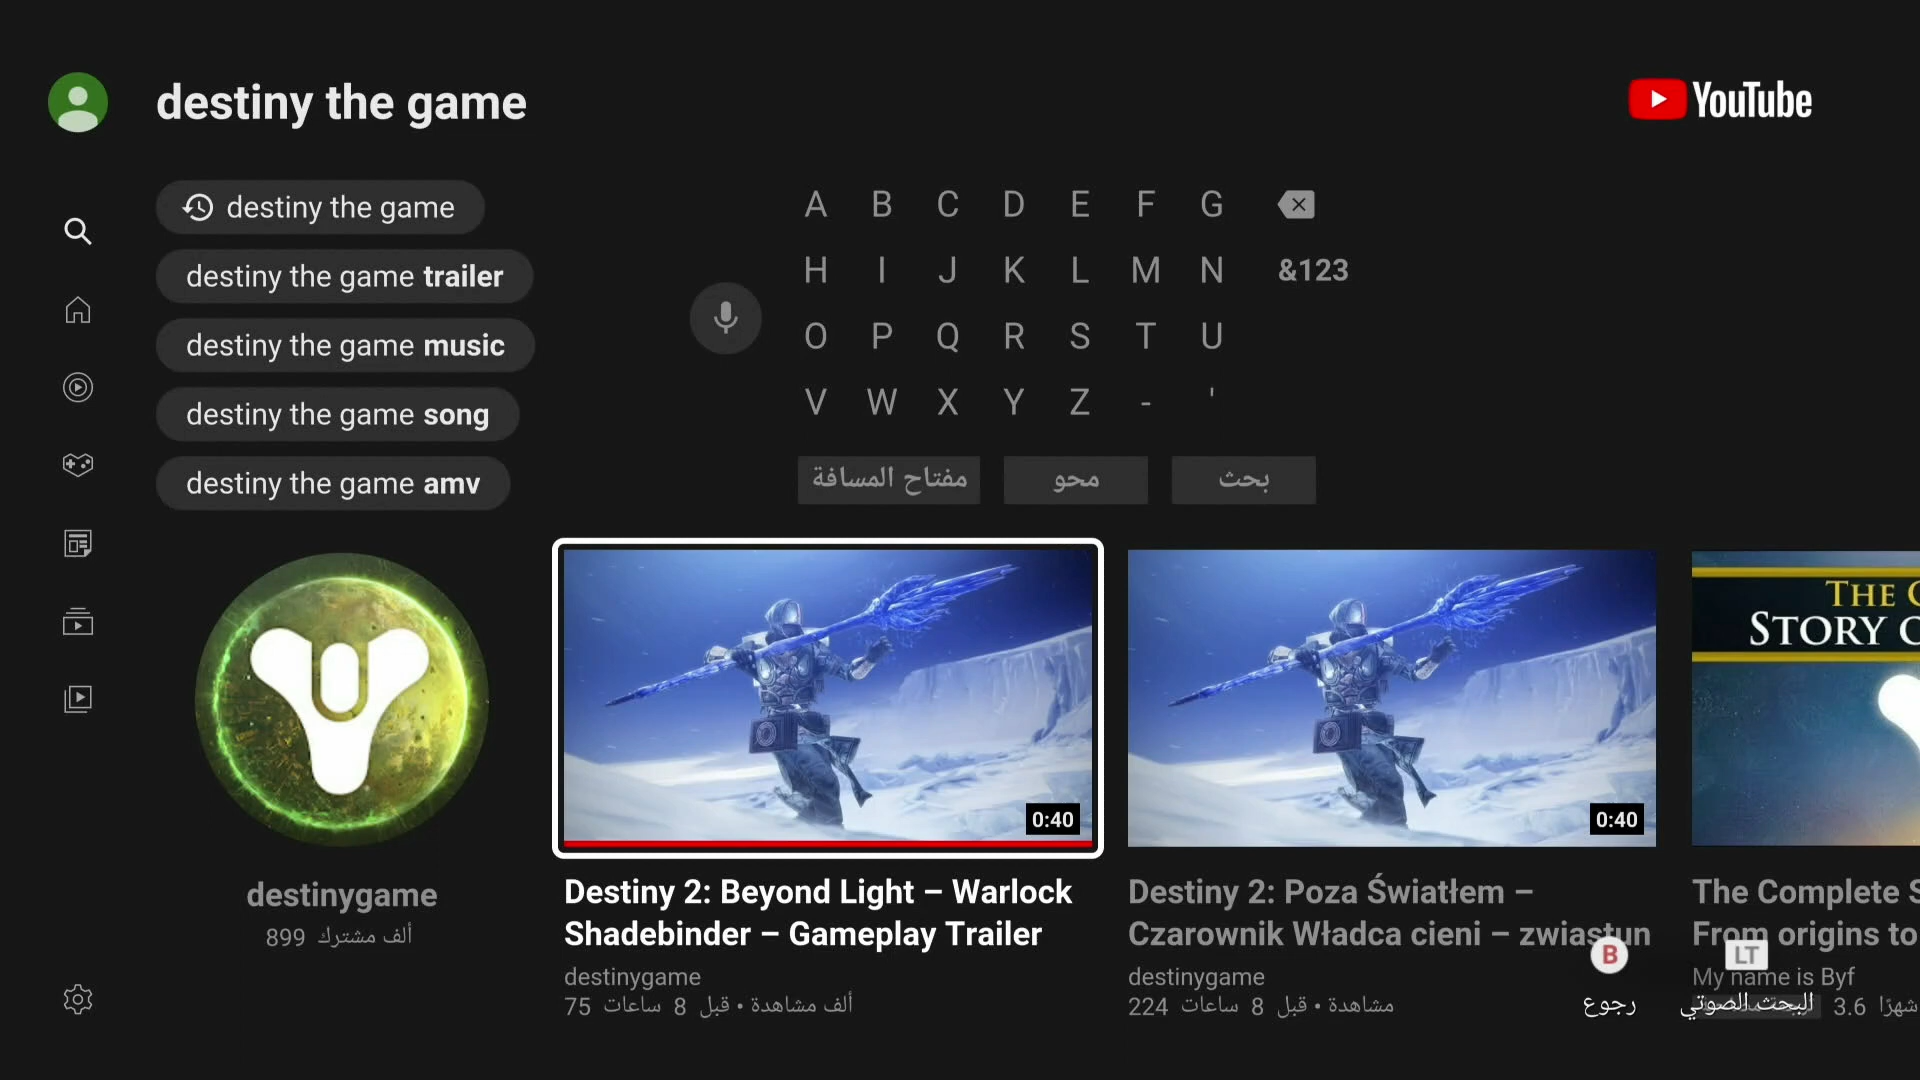 destiny the game
YouTube
destiny the game
destiny the game trailer
destiny the game music
destiny the game song
destiny the game amv
A B C D E F G
H I J K L M N &123
O P Q R S T U
V W X Y Z - '
مفتاح المسافة محو بحث
destinygame
899 ألف مشترك
0:40
Destiny 2: Beyond Light – Warlock
Shadebinder – Gameplay Trailer
destinygame
75 ألف مشاهدة • قبل 8 ساعات
0:40
Destiny 2: Poza Światłem –
Czarownik Władca cieni – zwiastun
destinygame
224 مشاهدة • قبل 8 ساعات
THE
STORY
The Complete
From origins to
My name is Byf
3.6
B
رجوع
LT
البحث الصوتي